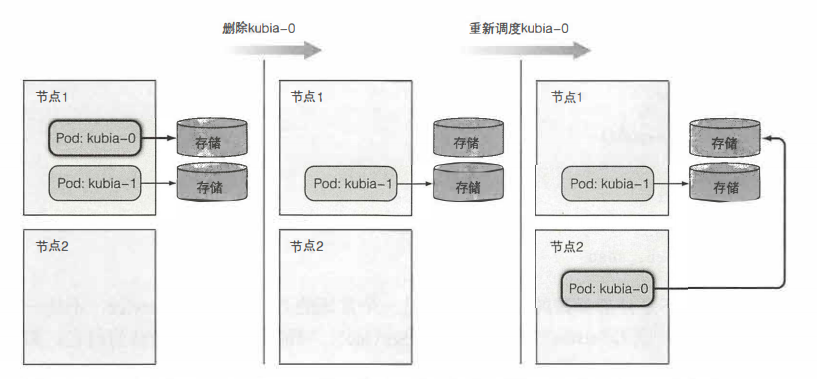 删除kubia-0
重新调度kubia-0
节点1
Pod: kubia-0
存储
Pod: kubia-1
存储
节点2
节点1
存储
Pod: kubia-1
存储
节点2
节点1
存储
Pod: kubia-1
存储
节点2
Pod: kubia-0